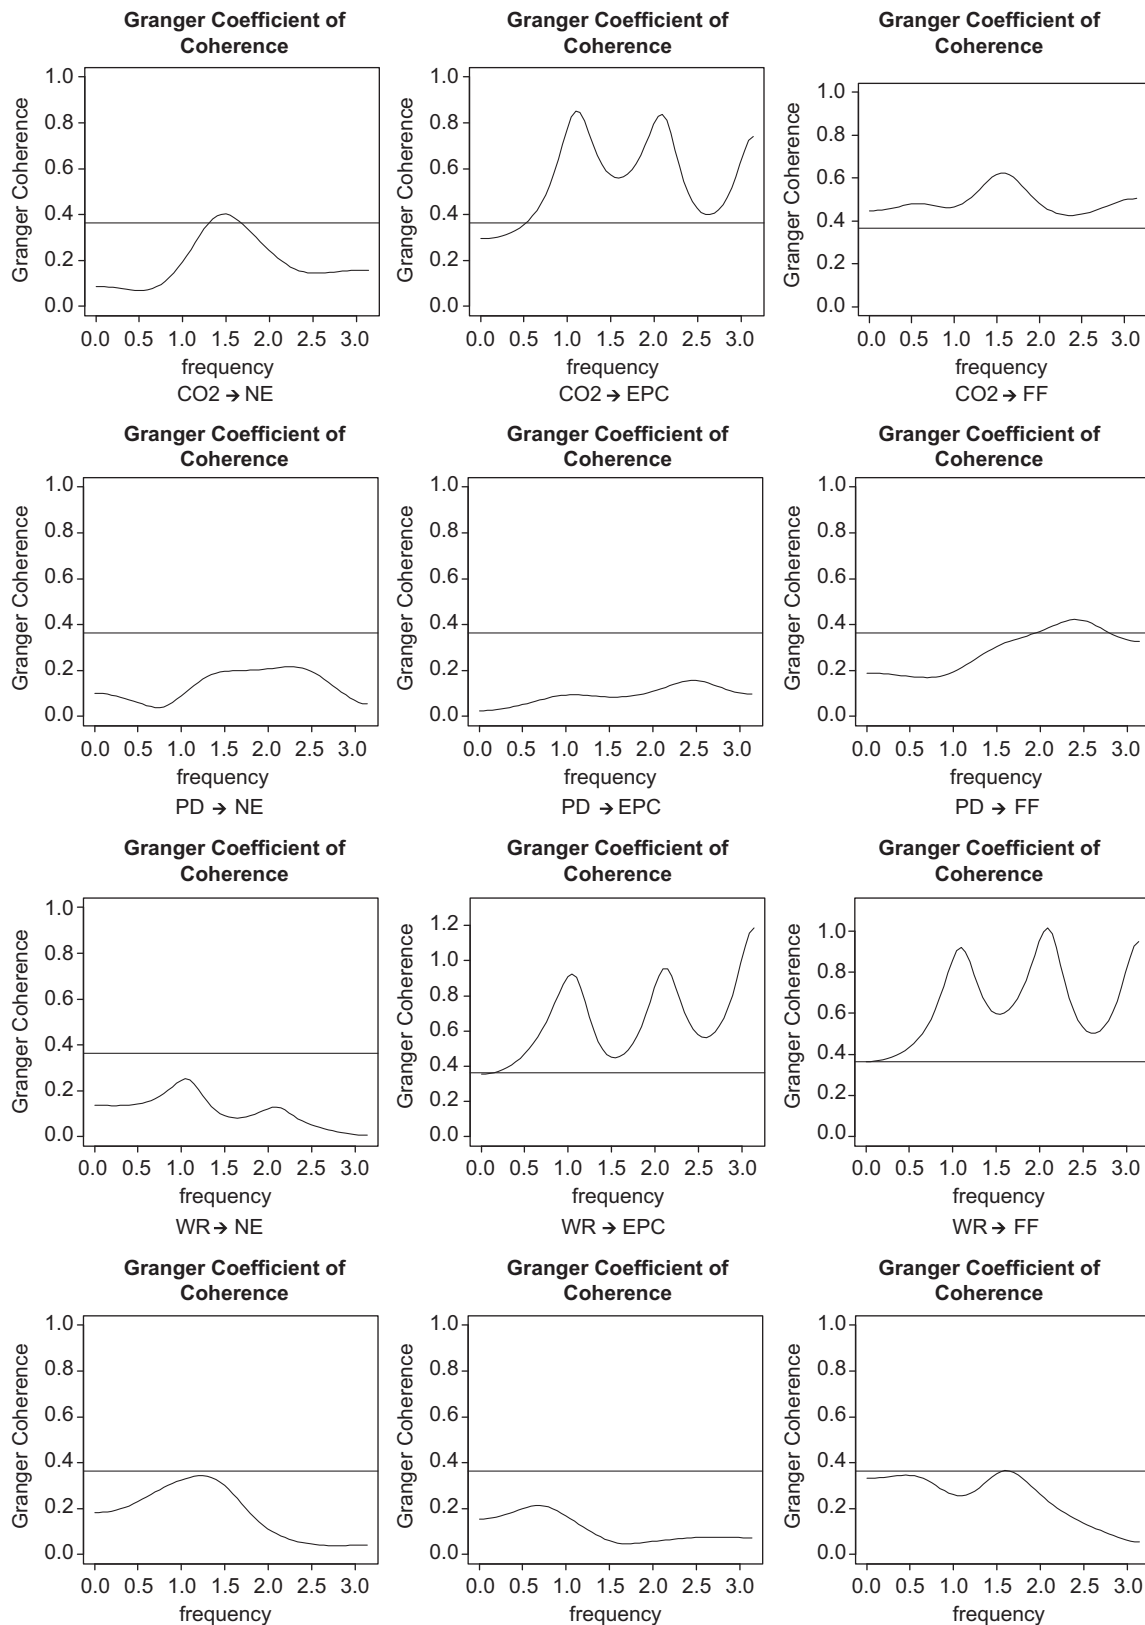 Granger Coefficient of
Coherence
Granger Coherence
1.0
0.8
0.6
0.4
0.2
0.0
0.0 0.5 1.0 1.5 2.0 2.5 3.0
frequency
CO2 → NE
Granger Coefficient of
Coherence
Granger Coherence
1.0
0.8
0.6
0.4
0.2
0.0
0.0 0.5 1.0 1.5 2.0 2.5 3.0
frequency
CO2 → EPC
Granger Coefficient of
Coherence
Granger Coherence
1.0
0.8
0.6
0.4
0.2
0.0
0.0 0.5 1.0 1.5 2.0 2.5 3.0
frequency
CO2 → FF
Granger Coefficient of
Coherence
Granger Coherence
1.0
0.8
0.6
0.4
0.2
0.0
0.0 0.5 1.0 1.5 2.0 2.5 3.0
frequency
PD → NE
Granger Coefficient of
Coherence
Granger Coherence
1.0
0.8
0.6
0.4
0.2
0.0
0.0 0.5 1.0 1.5 2.0 2.5 3.0
frequency
PD → EPC
Granger Coefficient of
Coherence
Granger Coherence
1.0
0.8
0.6
0.4
0.2
0.0
0.0 0.5 1.0 1.5 2.0 2.5 3.0
frequency
PD → FF
Granger Coefficient of
Coherence
Granger Coherence
1.0
0.8
0.6
0.4
0.2
0.0
0.0 0.5 1.0 1.5 2.0 2.5 3.0
frequency
WR → NE
Granger Coefficient of
Coherence
Granger Coherence
1.2
1.0
0.8
0.6
0.4
0.2
0.0
0.0 0.5 1.0 1.5 2.0 2.5 3.0
frequency
WR → EPC
Granger Coefficient of
Coherence
Granger Coherence
1.0
0.8
0.6
0.4
0.2
0.0
0.0 0.5 1.0 1.5 2.0 2.5 3.0
frequency
WR → FF
Granger Coefficient of
Coherence
Granger Coherence
1.0
0.8
0.6
0.4
0.2
0.0
0.0 0.5 1.0 1.5 2.0 2.5 3.0
frequency
Granger Coefficient of
Coherence
Granger Coherence
1.0
0.8
0.6
0.4
0.2
0.0
0.0 0.5 1.0 1.5 2.0 2.5 3.0
frequency
Granger Coefficient of
Coherence
Granger Coherence
1.0
0.8
0.6
0.4
0.2
0.0
0.0 0.5 1.0 1.5 2.0 2.5 3.0
frequency